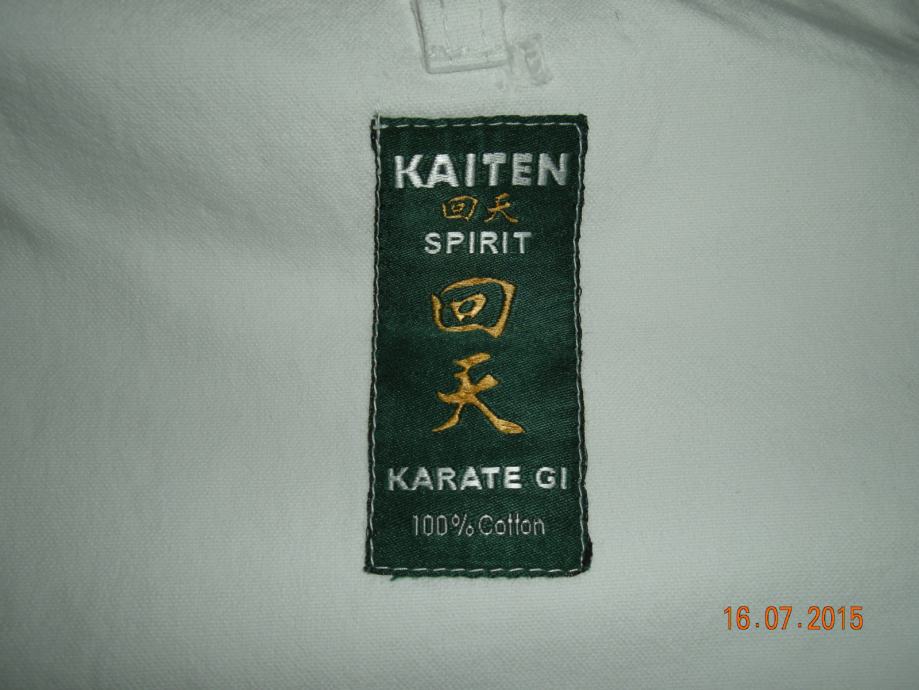 KAITEN
回天
SPIRIT
回
天
KARATE GI
100% Cotton
16.07.2015